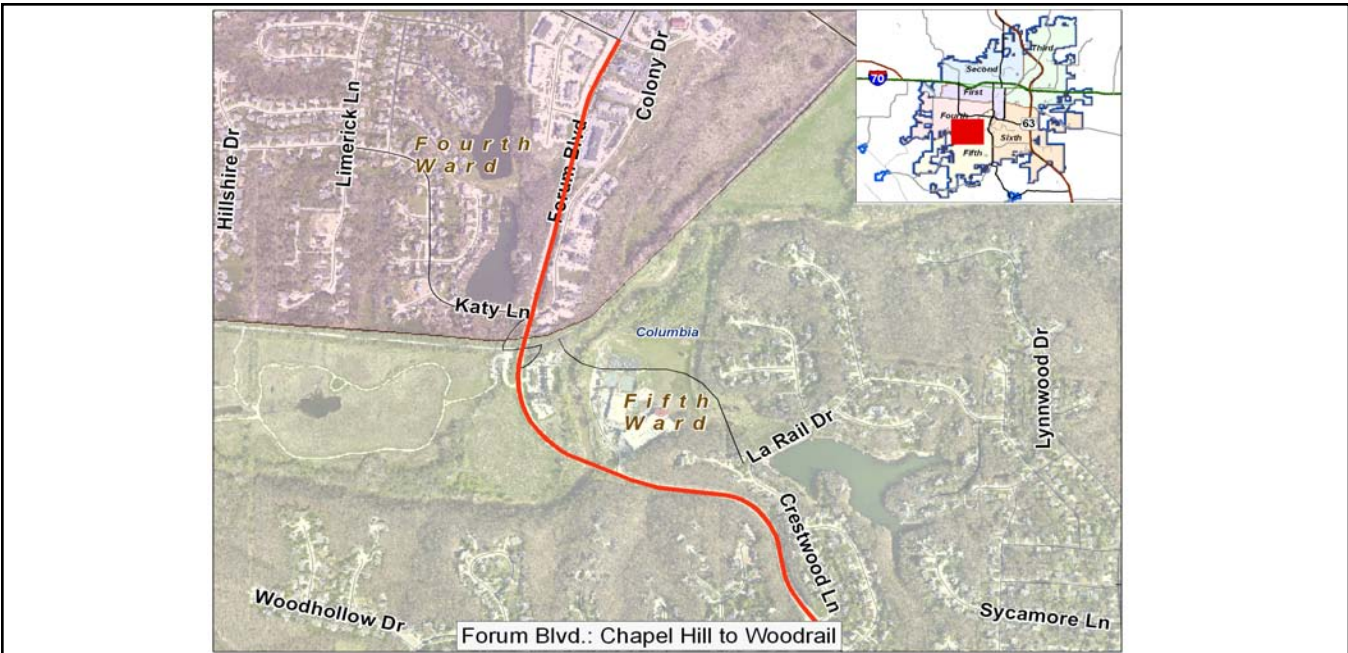 Colony Dr
Third
Second
70
First
Fourth
63
Sixth
Fifth
Hillshire Dr
Limerick Ln
Fourth
Ward
Forum Blvd
Katy Ln
Columbia
Fifth
Ward
La Rail Dr
Lynnwood Dr
Crestwood Ln
Woodhollow Dr
Sycamore Ln
Forum Blvd.: Chapel Hill to Woodrail